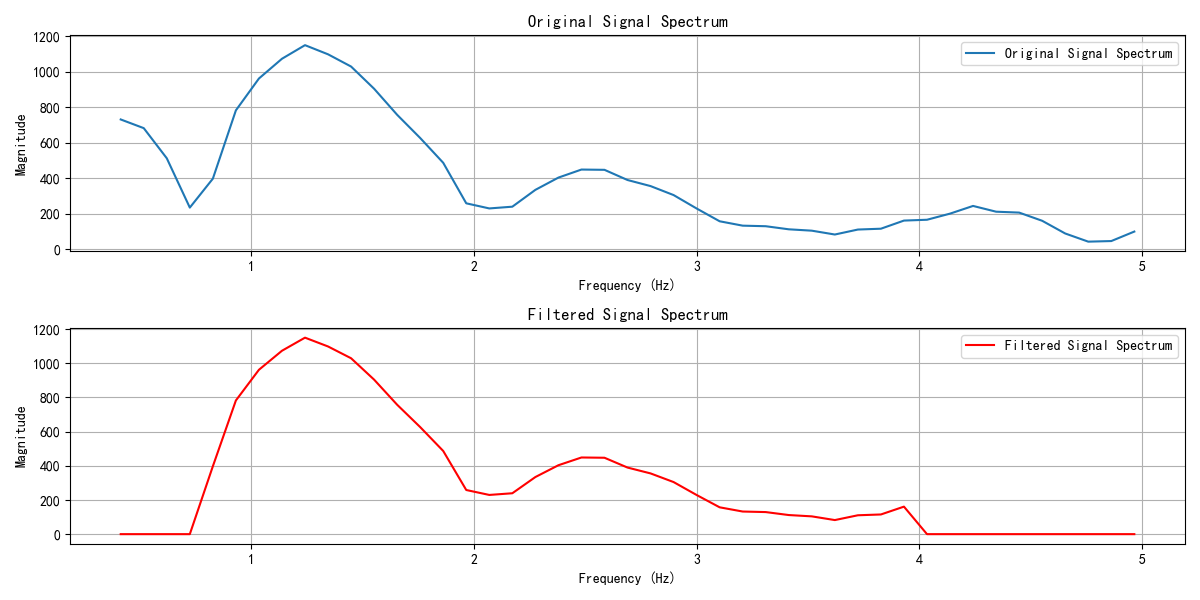 Original Signal Spectrum
1200
1000
800
600
400
200
0
Magnitude
Original Signal Spectrum
1 2 3 4 5
Frequency (Hz)
Filtered Signal Spectrum
1200
1000
800
600
400
200
0
Magnitude
Filtered Signal Spectrum
1 2 3 4 5
Frequency (Hz)